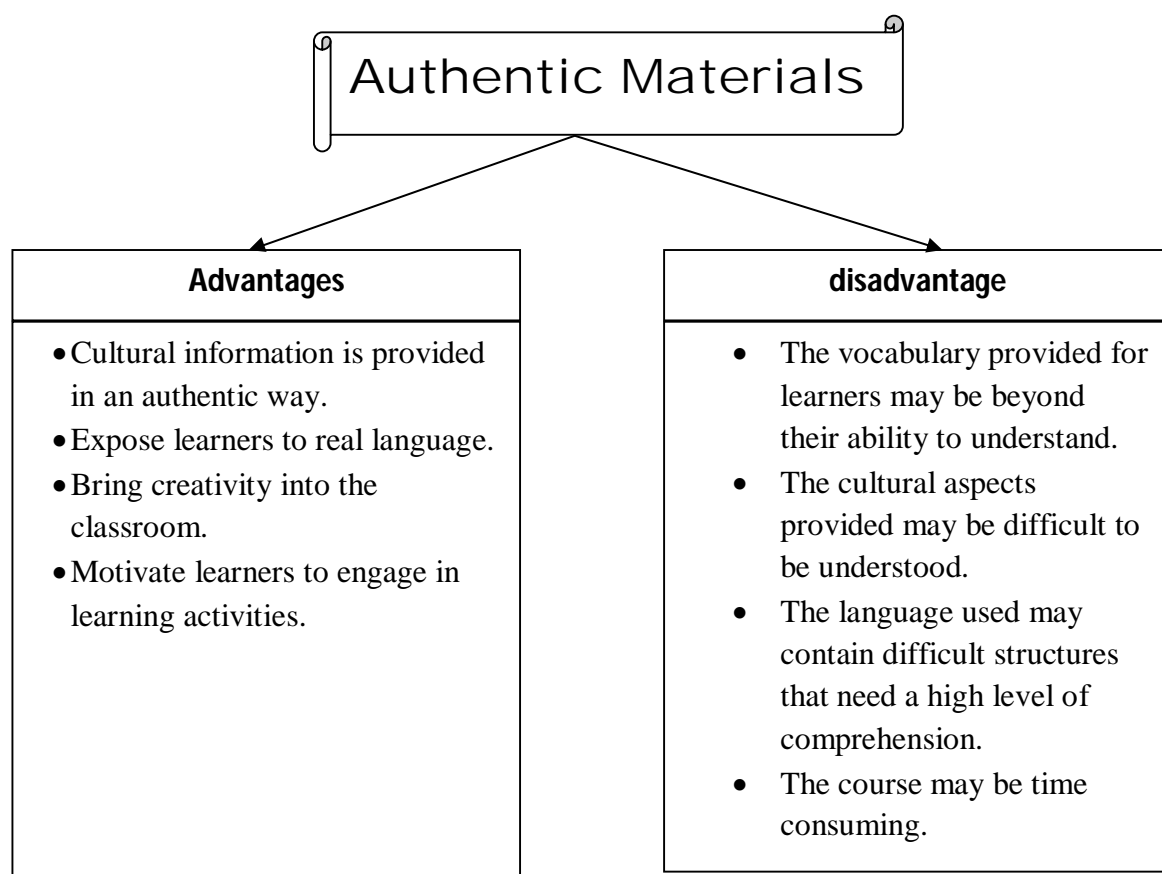 Authentic Materials
Advantages
• Cultural information is provided
in an authentic way.
• Expose learners to real language.
• Bring creativity into the
classroom.
• Motivate learners to engage in
learning activities.
disadvantage
• The vocabulary provided for
learners may be beyond
their ability to understand.
• The cultural aspects
provided may be difficult to
be understood.
• The language used may
contain difficult structures
that need a high level of
comprehension.
• The course may be time
consuming.